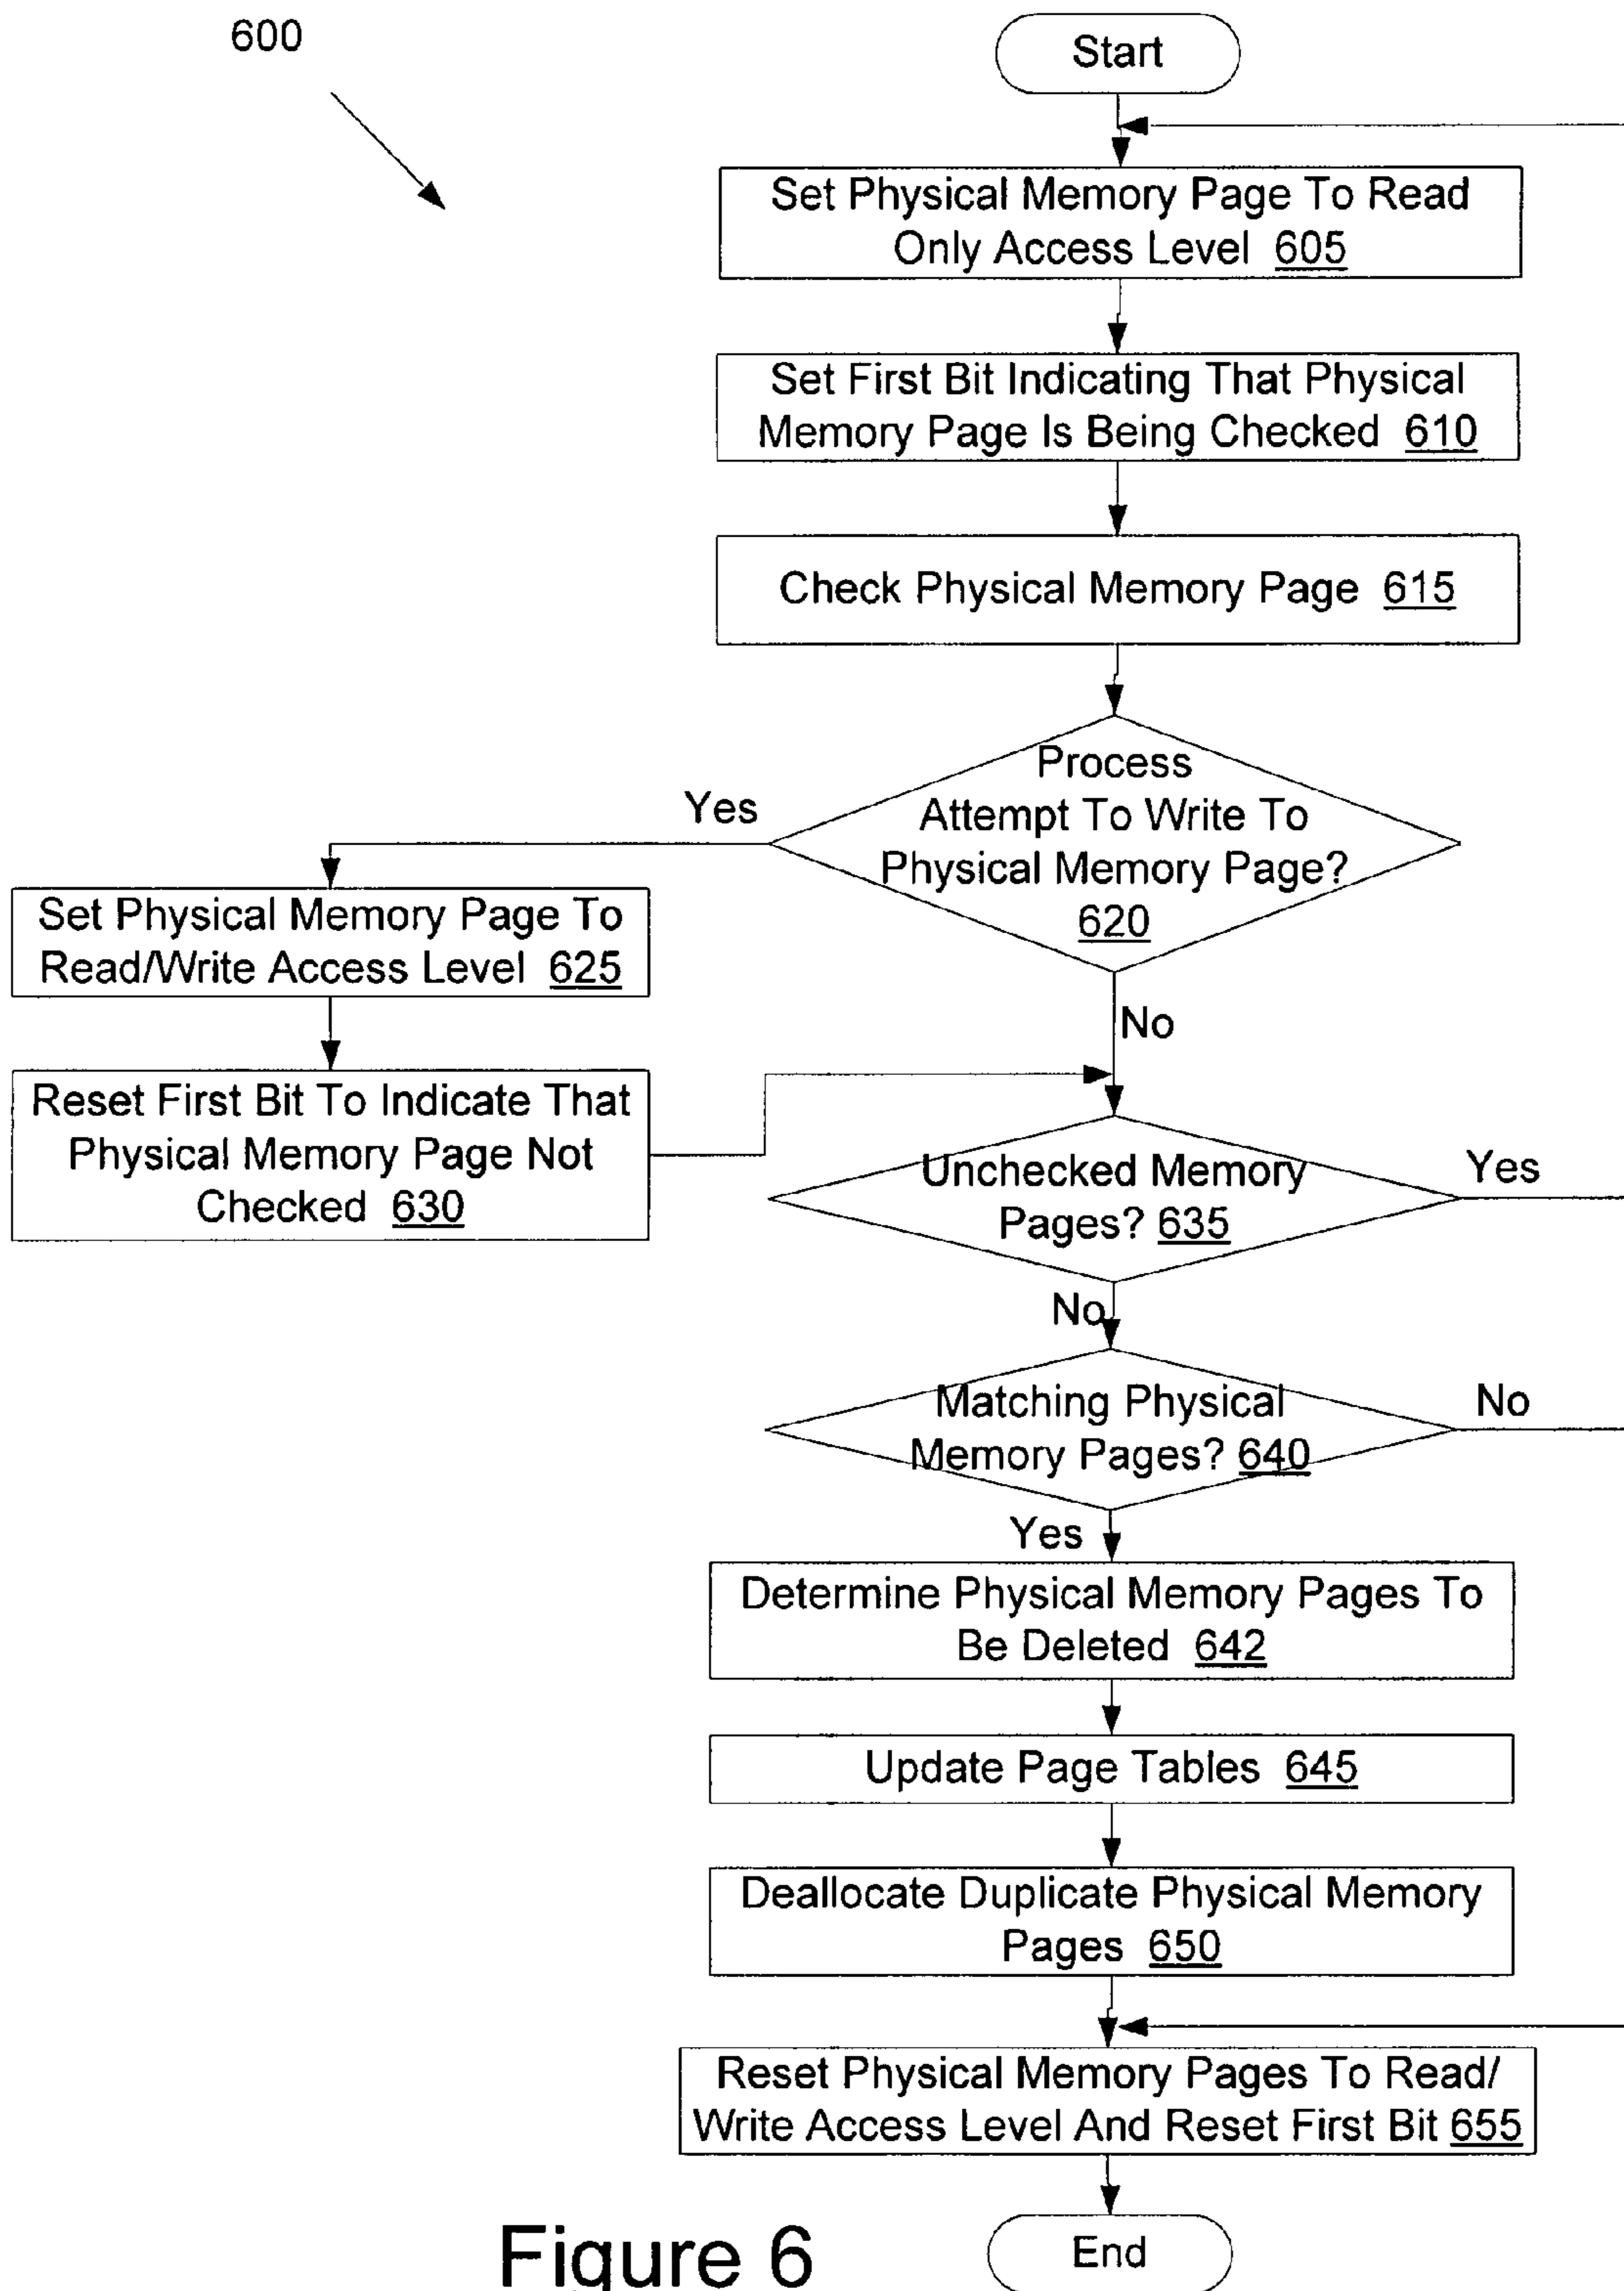 600
Start
Set Physical Memory Page To Read
Only Access Level 605
Set First Bit Indicating That Physical
Memory Page Is Being Checked 610
Check Physical Memory Page 615
Process
Attempt To Write To
Physical Memory Page?
620
Yes
Set Physical Memory Page To
Read/Write Access Level 625
No
Reset First Bit To Indicate That
Physical Memory Page Not
Checked 630
Unchecked Memory
Pages? 635
Yes
No
Matching Physical
Memory Pages? 640
No
Yes
Determine Physical Memory Pages To
Be Deleted 642
Update Page Tables 645
Deallocate Duplicate Physical Memory
Pages 650
Reset Physical Memory Pages To Read/
Write Access Level And Reset First Bit 655
End
Figure 6